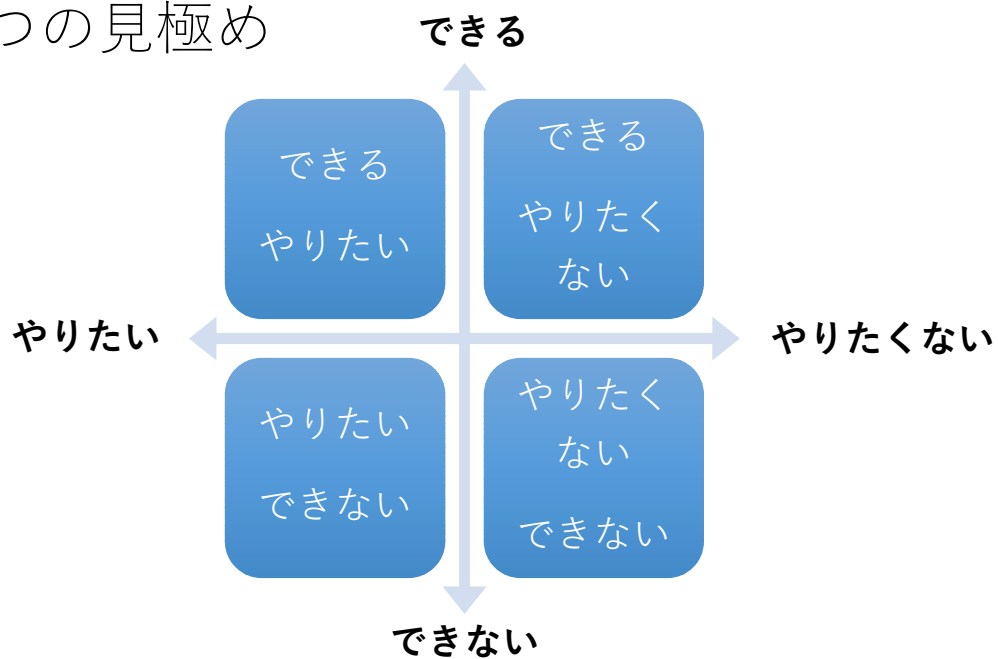 つの見極め
できる
できる
やりたい
できる
やりたく
ない
やりたい
やりたくない
やりたい
できない
やりたく
ない
できない
できない